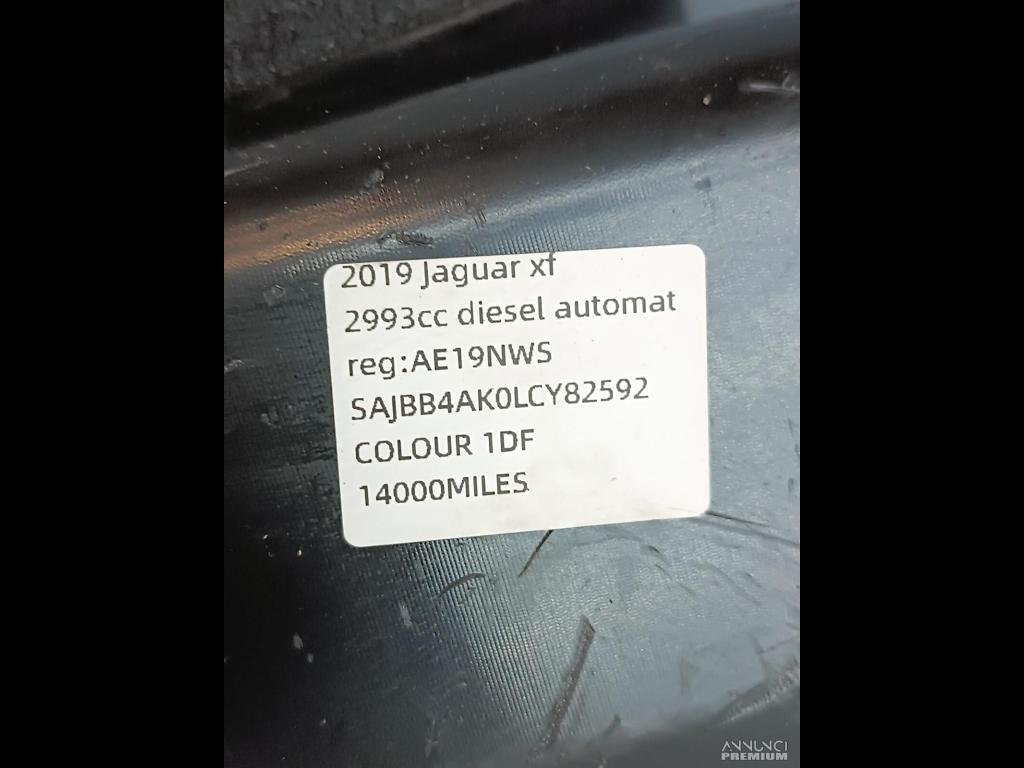 2019 Jaguar xf
2993cc diesel automat
reg:AE19NWS
SAJBB4AK0LCY82592
COLOUR 1DF
14000MILES
ANNUNCI
PREMIUM